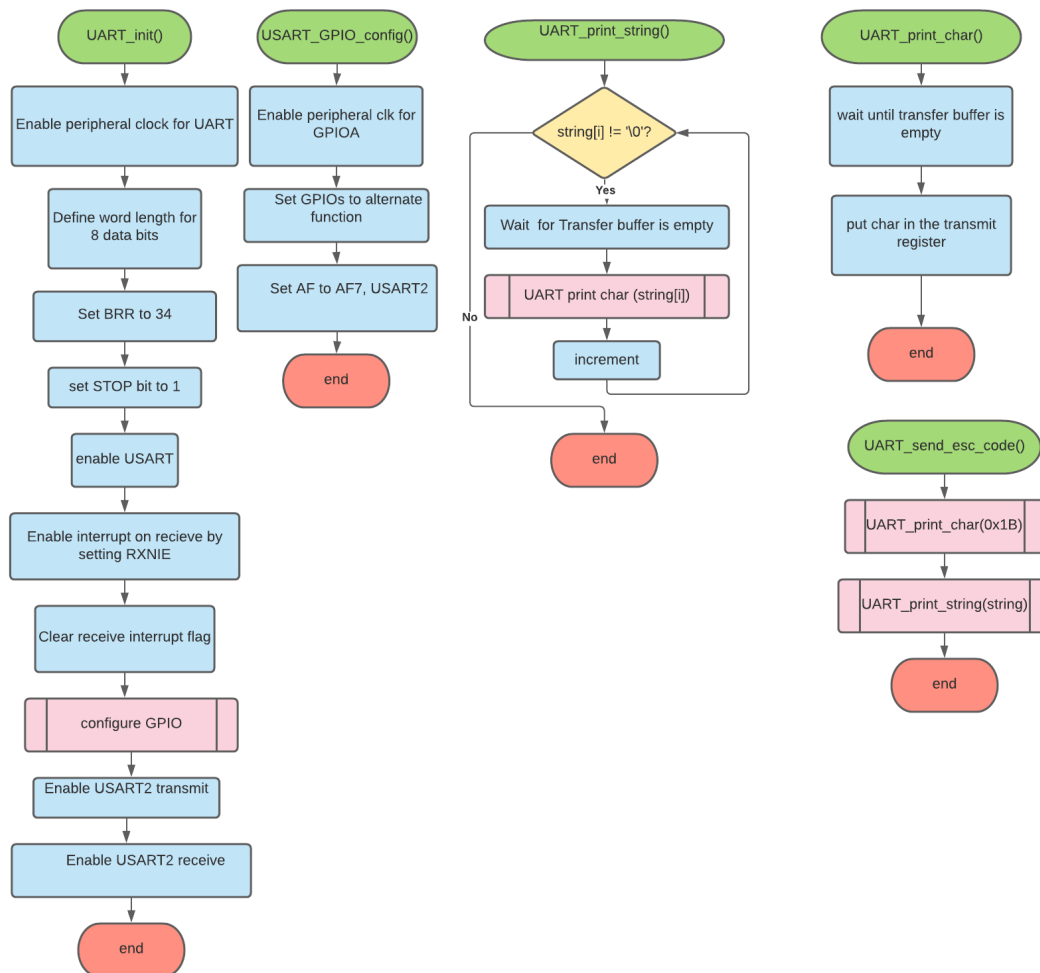 UART_init()
Enable peripheral clock for UART
Define word length for
8 data bits
Set BRR to 34
set STOP bit to 1
enable USART
Enable interrupt on recieve by
setting RXNIE
Clear receive interrupt flag
configure GPIO
Enable USART2 transmit
Enable USART2 receive
end
USART_GPIO_config()
Enable peripheral clk for
GPIOA
Set GPIOs to alternate
function
Set AF to AF7, USART2
end
UART_print_string()
string[i] != '\0'?
Yes
Wait for Transfer buffer is empty
UART print char (string[i])
No
increment
end
UART_print_char()
wait until transfer buffer is
empty
put char in the transmit
register
end
UART_send_esc_code()
UART_print_char(0x1B)
UART_print_string(string)
end